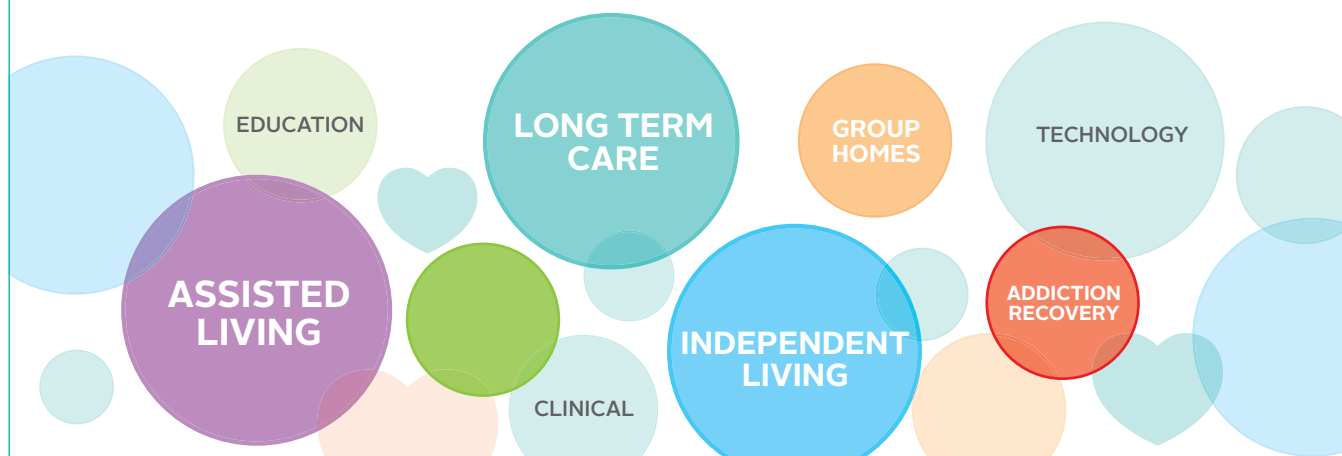 EDUCATION
LONG TERM
CARE
GROUP
HOMES
TECHNOLOGY
ASSISTED
LIVING
INDEPENDENT
LIVING
ADDICTION
RECOVERY
CLINICAL